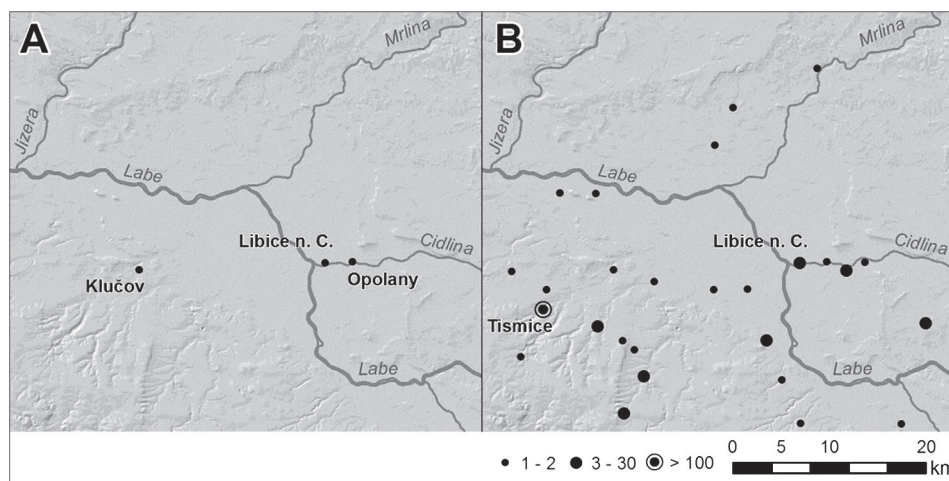 A
Jizera
Mrlina
Labe
Libice n. C.
Cidlina
Klučov
Opolany
Labe
B
Jizera
Mrlina
Labe
Libice n. C.
Cidlina
Tismice
Labe
1 - 2
3 - 30
> 100
0 5 10 20
km